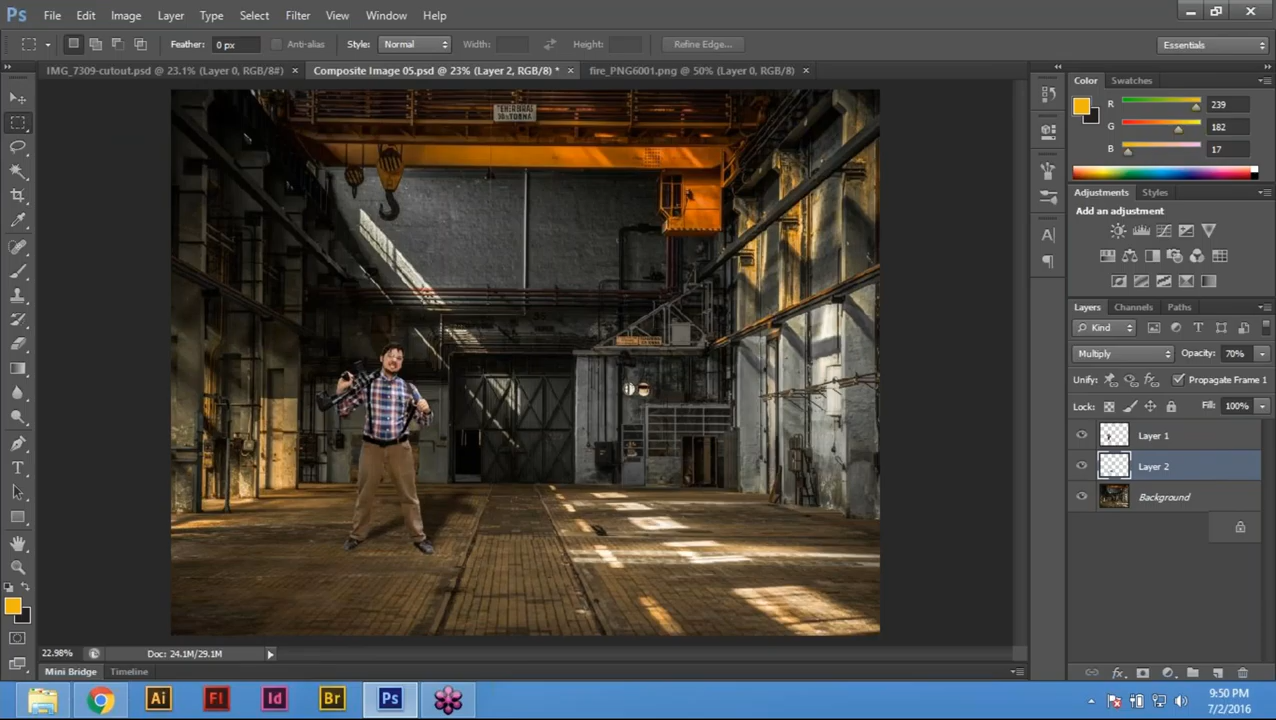 Ps File Edit Image Layer Type Select Filter View Window Help
Feather: 0 px Anti-alias Style: Normal Width: Height: Refine Edge... Essentials
IMG_7309-cutout.psd @ 23.1% (Layer 0, RGB/8#) × Composite Image 05.psd @ 23% (Layer 2, RGB/8) * × fire_PNG6001.png @ 50% (Layer 0, RGB/8) ×
Color Swatches
R 239
G 182
B 17
Adjustments Styles
Add an adjustment
Layers Channels Paths
Kind
Multiply Opacity: 70%
Unify: Propagate Frame 1
Lock: Fill: 100%
Layer 1
Layer 2
Background
22.98% Doc: 24.1M/29.1M
Mini Bridge Timeline
Ai Fl Id Br Ps
9:50 PM
7/2/2016